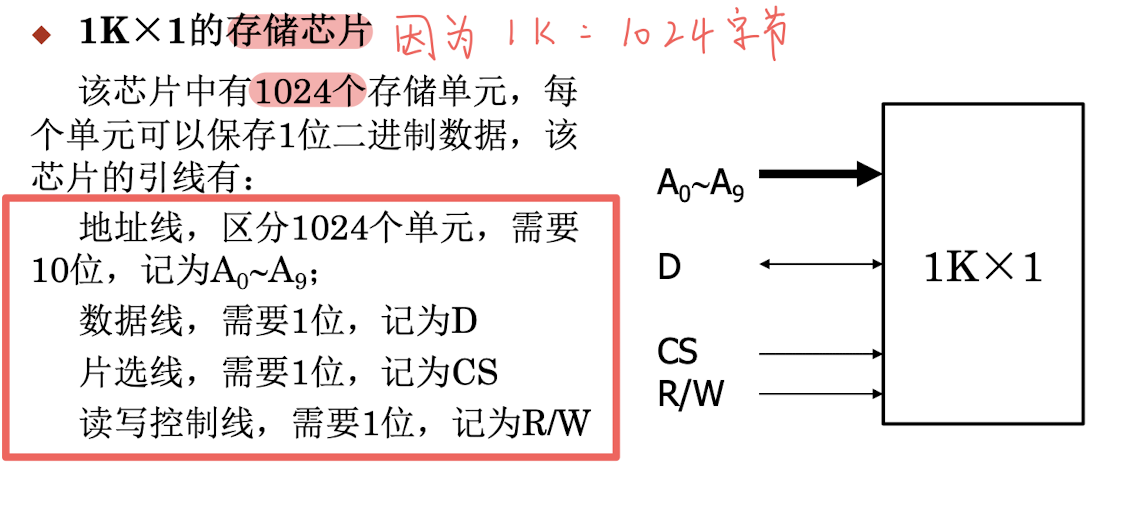 ◆ 1K×1的存储芯片 因为 1K = 1024字节
该芯片中有1024个存储单元，每
个单元可以保存1位二进制数据，该
芯片的引线有：
地址线，区分1024个单元，需要
10位，记为A₀~A₉；
数据线，需要1位，记为D
片选线，需要1位，记为CS
读写控制线，需要1位，记为R/W
A₀~A₉
D
1K×1
CS
R/W